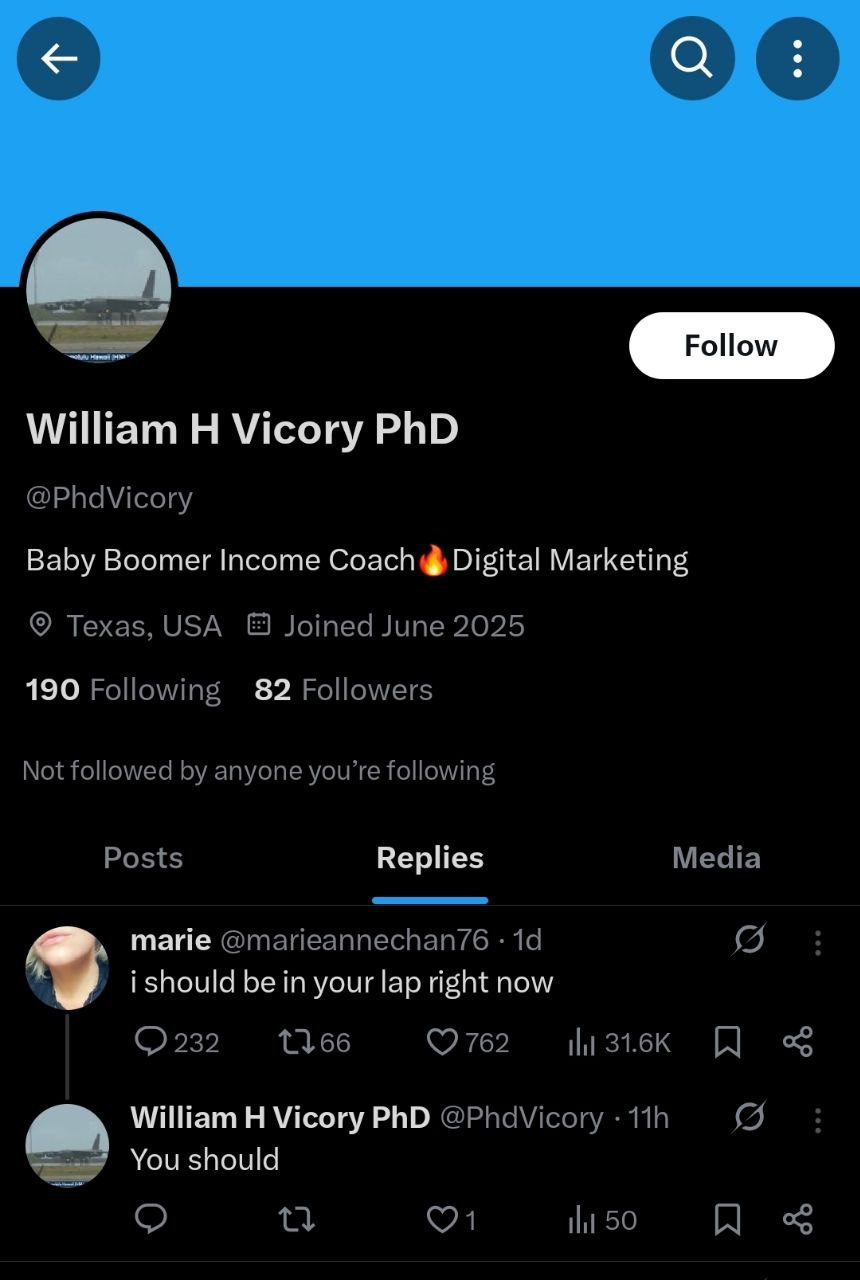 Follow
William H Vicory PhD
@PhdVicory
Baby Boomer Income Coach🔥Digital Marketing
Texas, USA Joined June 2025
190 Following 82 Followers
Not followed by anyone you’re following
Posts Replies Media
marie @marieannechan76 · 1d
i should be in your lap right now
232 66 762 31.6K
William H Vicory PhD @PhdVicory · 11h
You should
1 50